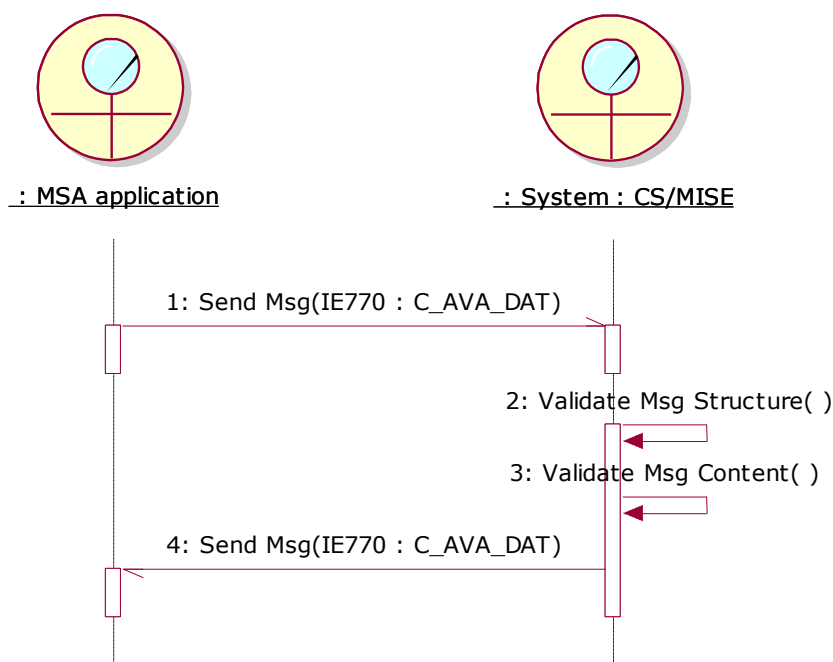 : MSA application
: System : CS/MISE
1: Send Msg(IE770 : C_AVA_DAT)
2: Validate Msg Structure( )
3: Validate Msg Content( )
4: Send Msg(IE770 : C_AVA_DAT)